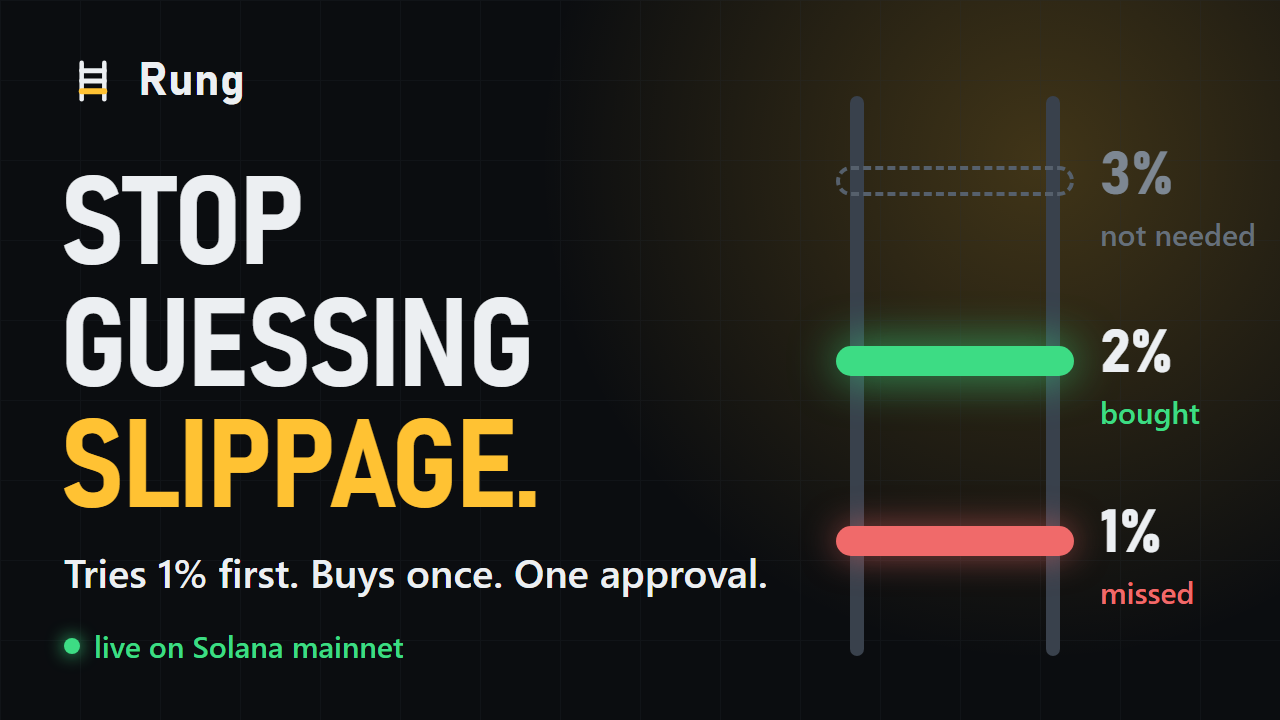 Rung
STOP
GUESSING
SLIPPAGE.
Tries 1% first. Buys once. One approval.
live on Solana mainnet
3%
not needed
2%
bought
1%
missed